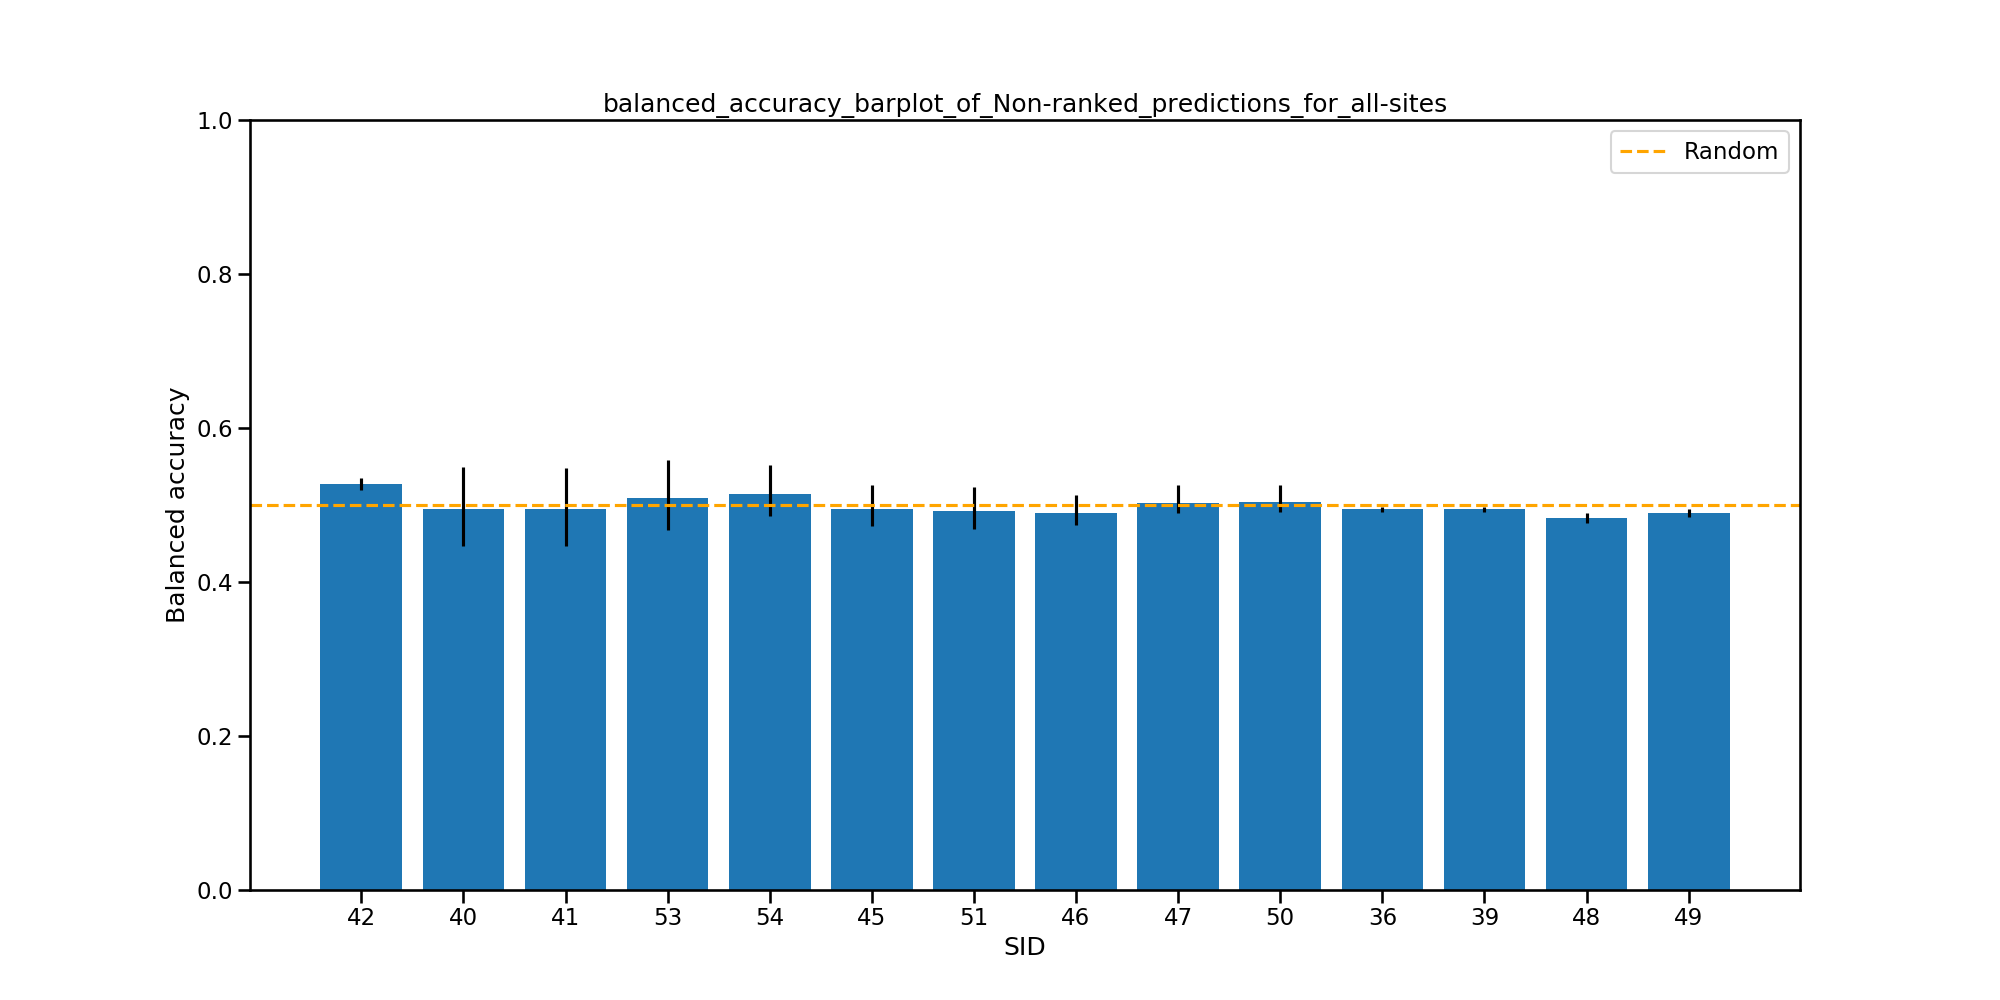 balanced_accuracy_barplot_of_Non-ranked_predictions_for_all-sites
Random
1.0
0.8
0.6
0.4
0.2
0.0
Balanced accuracy
42 40 41 53 54 45 51 46 47 50 36 39 48 49
SID